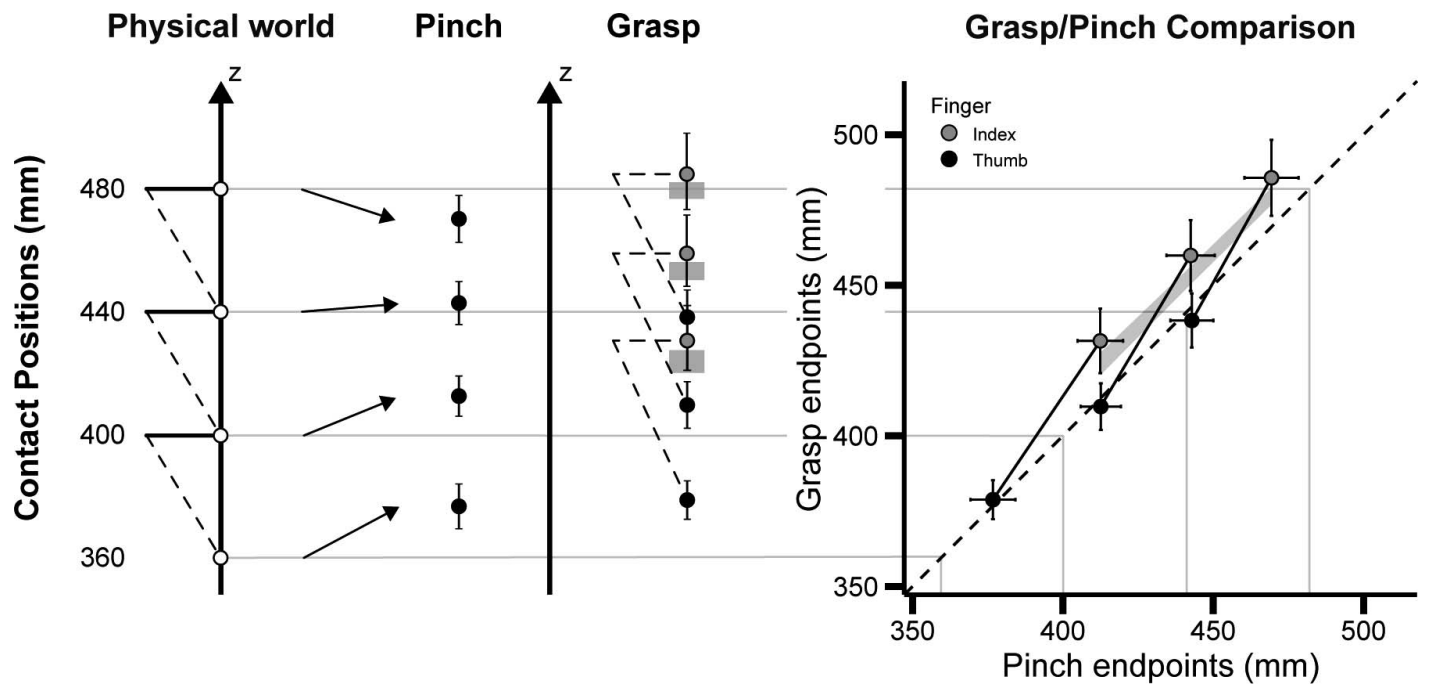 Physical world
Pinch
Grasp
Grasp/Pinch Comparison
z
z
Contact Positions (mm)
480
440
400
360
Finger
Index
Thumb
Grasp endpoints (mm)
500
450
400
350
350
400
450
500
Pinch endpoints (mm)